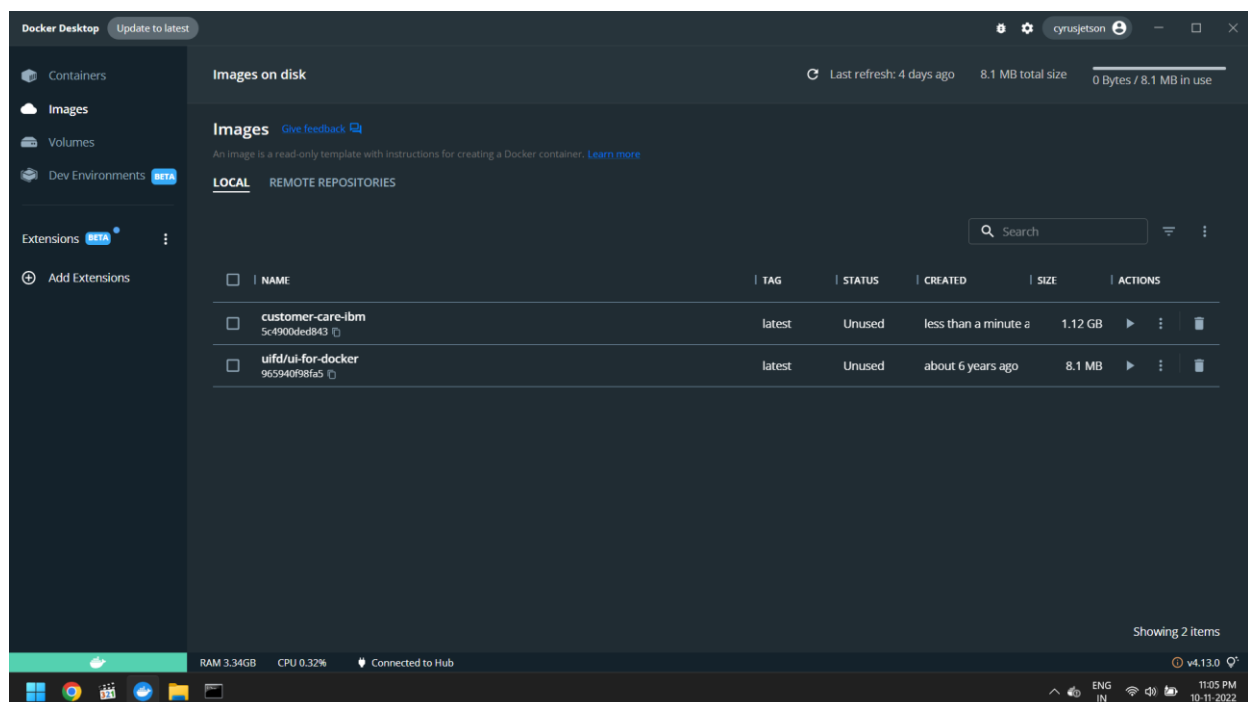 Docker Desktop Update to latest cyrusjetson
Containers
Images
Volumes
Dev Environments BETA
Extensions BETA
Add Extensions
Images on disk Last refresh: 4 days ago 8.1 MB total size 0 Bytes / 8.1 MB in use
Images Give feedback
An image is a read-only template with instructions for creating a Docker container. Learn more
LOCAL REMOTE REPOSITORIES
Search
NAME TAG STATUS CREATED SIZE ACTIONS
customer-care-ibm latest Unused less than a minute a 1.12 GB
5c4900ded843
uifd/ui-for-docker latest Unused about 6 years ago 8.1 MB
965940f98fa5
Showing 2 items
RAM 3.34GB CPU 0.32% Connected to Hub v4.13.0
ENG 11:05 PM
IN 10-11-2022